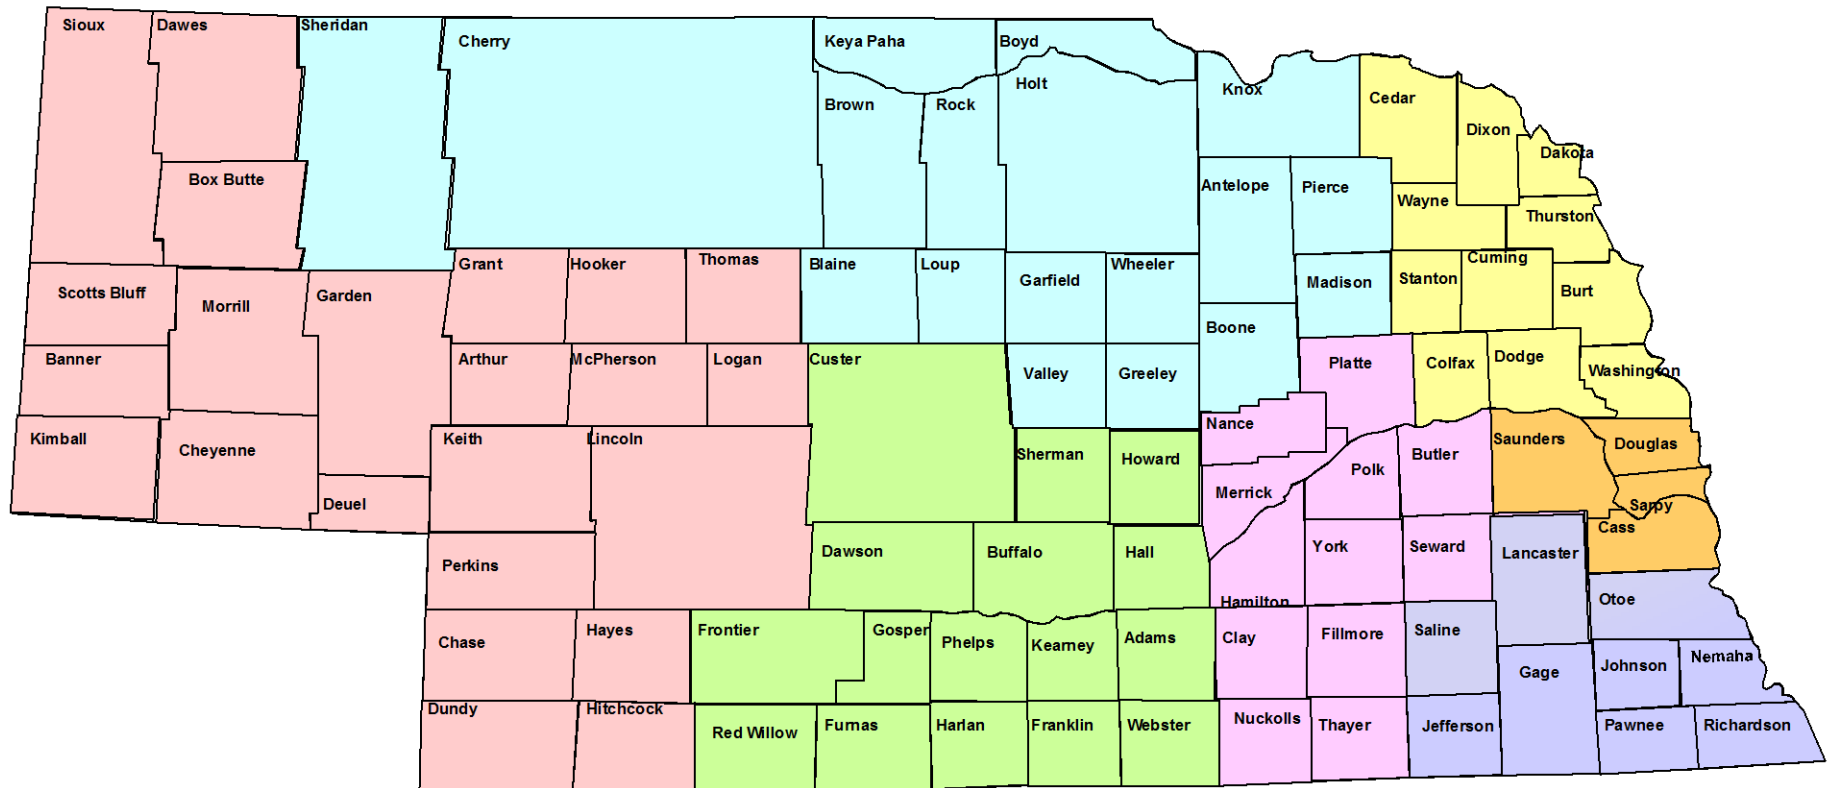 Sioux
Dawes
Sheridan
Cherry
Keya Paha
Boyd
Holt
Knox
Cedar
Brown
Rock
Dixon
Dakota
Box Butte
Antelope
Pierce
Wayne
Thurston
Grant
Hooker
Thomas
Blaine
Loup
Garfield
Wheeler
Madison
Stanton
Cuming
Burt
Scotts Bluff
Morrill
Garden
Boone
Banner
Arthur
McPherson
Logan
Custer
Valley
Greeley
Platte
Colfax
Dodge
Washington
Kimball
Cheyenne
Keith
Lincoln
Sherman
Howard
Nance
Merrick
Polk
Butler
Saunders
Douglas
Deuel
Sarpy
Cass
Perkins
Dawson
Buffalo
Hall
York
Seward
Lancaster
Hamilton
Otoe
Chase
Hayes
Frontier
Gosper
Phelps
Kearney
Adams
Clay
Fillmore
Saline
Gage
Johnson
Nemaha
Dundy
Hitchcock
Red Willow
Furnas
Harlan
Franklin
Webster
Nuckolls
Thayer
Jefferson
Pawnee
Richardson